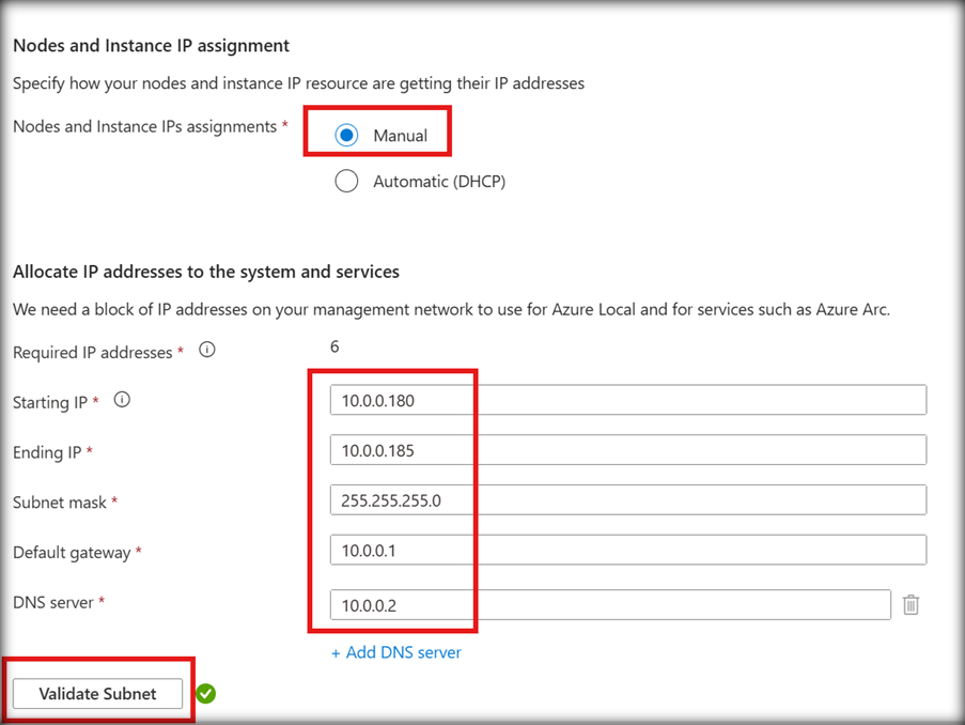 Nodes and Instance IP assignment
Specify how your nodes and instance IP resource are getting their IP addresses
Nodes and Instance IPs assignments *
Manual
Automatic (DHCP)
Allocate IP addresses to the system and services
We need a block of IP addresses on your management network to use for Azure Local and for services such as Azure Arc.
Required IP addresses * 6
Starting IP * 10.0.0.180
Ending IP * 10.0.0.185
Subnet mask * 255.255.255.0
Default gateway * 10.0.0.1
DNS server * 10.0.0.2
+ Add DNS server
Validate Subnet